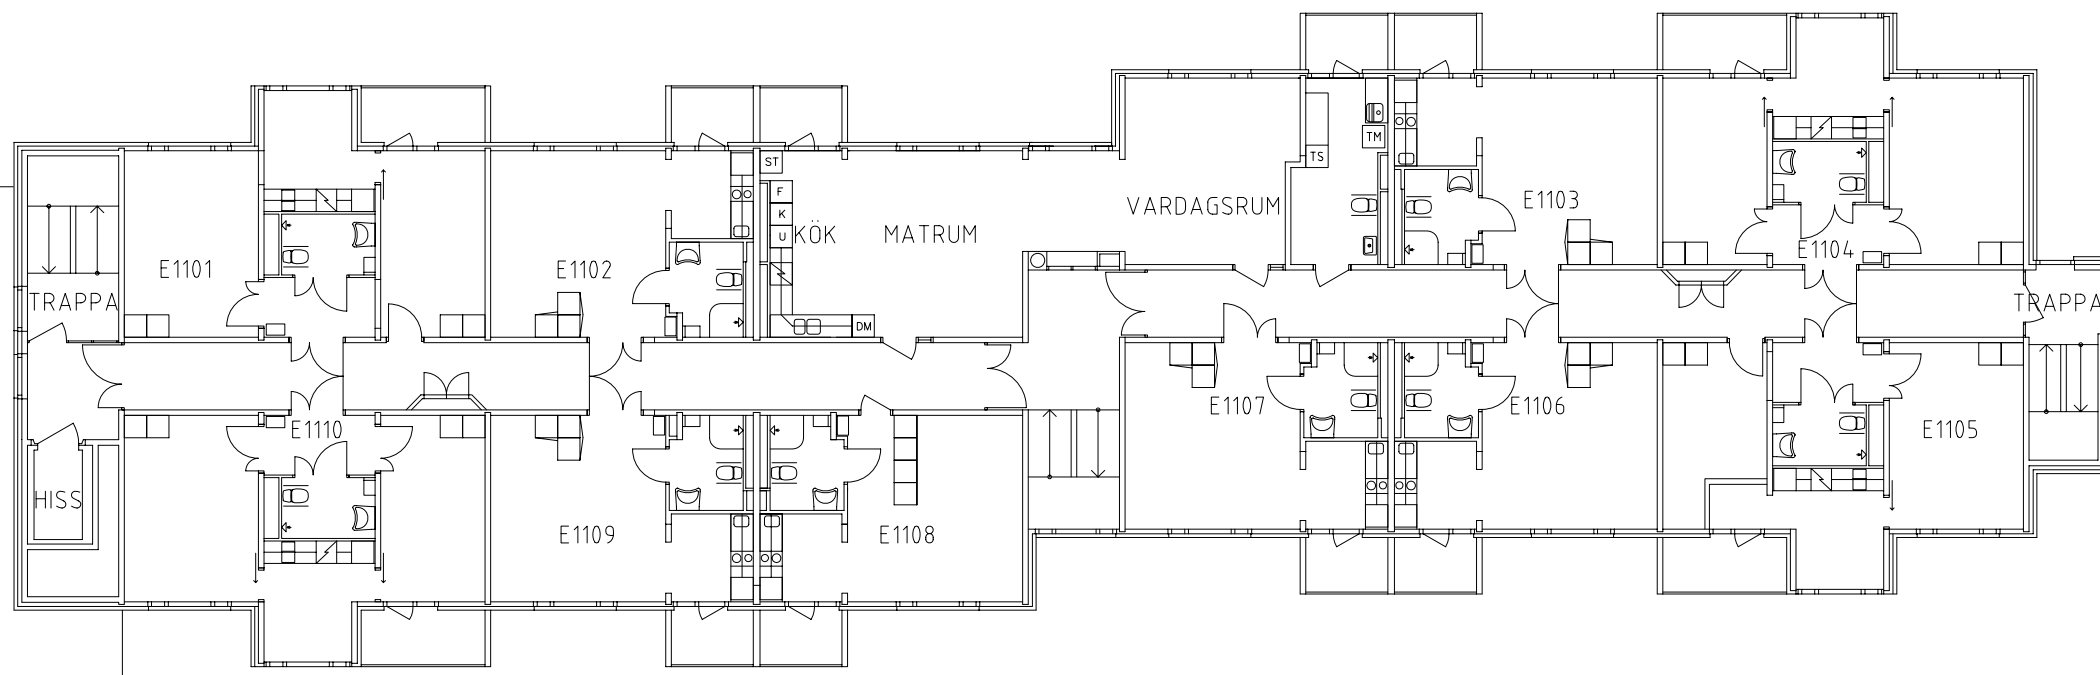 ST
F
K
U
KÖK
MATRUM
DM
VARDAGSRUM
TS
TM
E1101
E1102
E1103
E1104
TRAPPA
TRAPPA
HISS
E1110
E1109
E1108
E1107
E1106
E1105